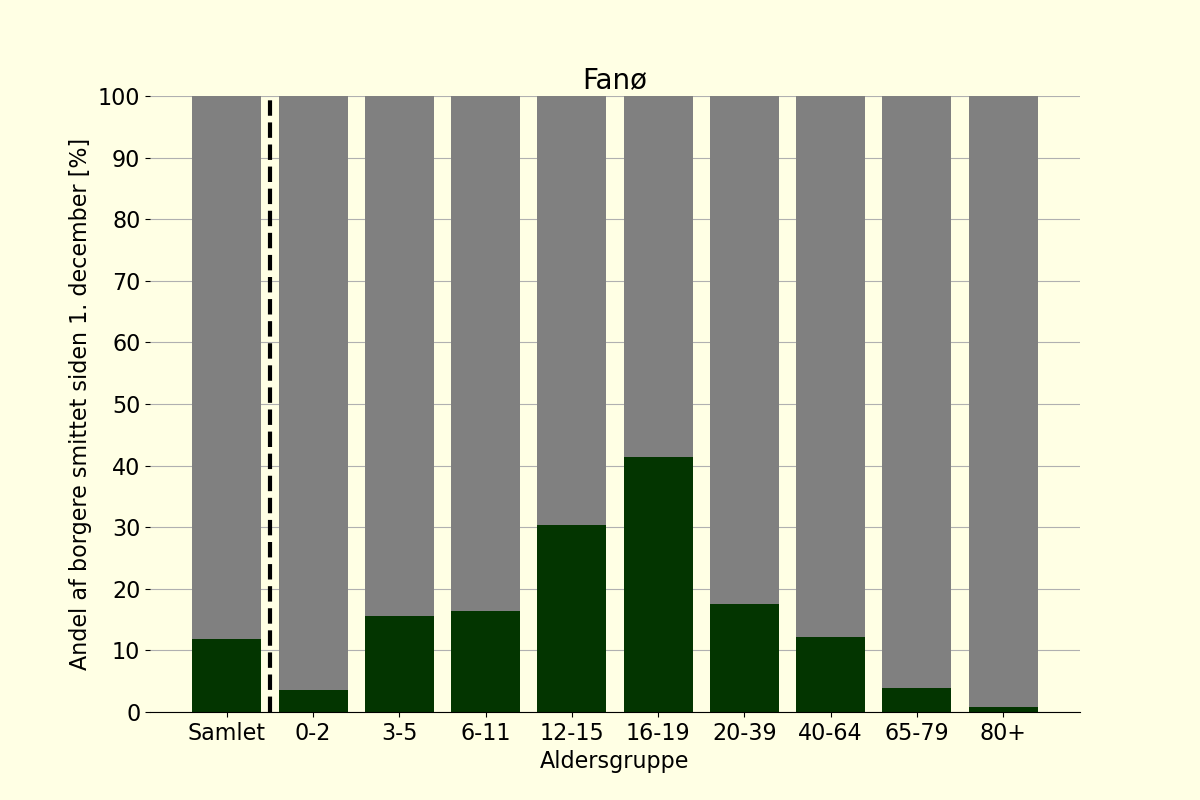 Fanø
Andel af borgere smittet siden 1. december [%]
100
90
80
70
60
50
40
30
20
10
0
Samlet 0-2 3-5 6-11 12-15 16-19 20-39 40-64 65-79 80+
Aldersgruppe